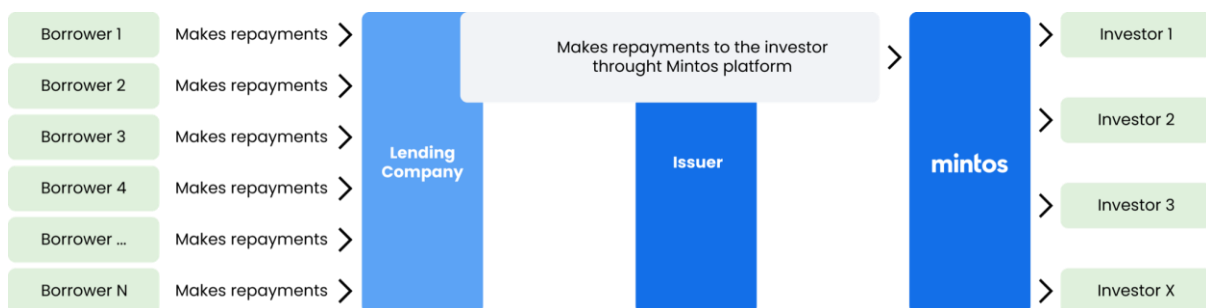 Borrower 1
Makes repayments
Borrower 2
Makes repayments
Borrower 3
Makes repayments
Borrower 4
Makes repayments
Borrower ...
Makes repayments
Borrower N
Makes repayments
Lending
Company
Makes repayments to the investor
throught Mintos platform
Issuer
mintos
Investor 1
Investor 2
Investor 3
Investor X